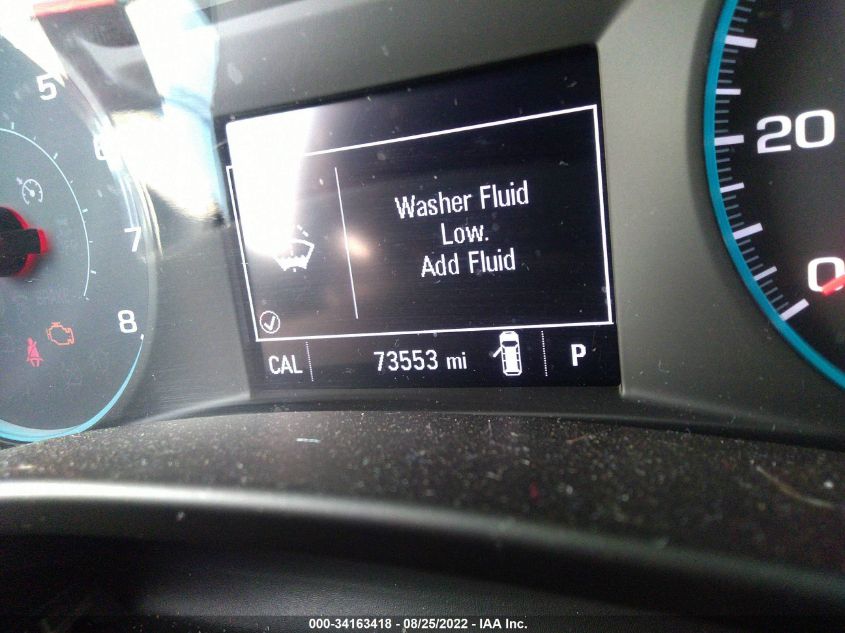 5
6
7
8
Washer Fluid
Low.
Add Fluid
CAL
73553 mi
P
20
0
000-34163418 - 08/25/2022 - IAA Inc.